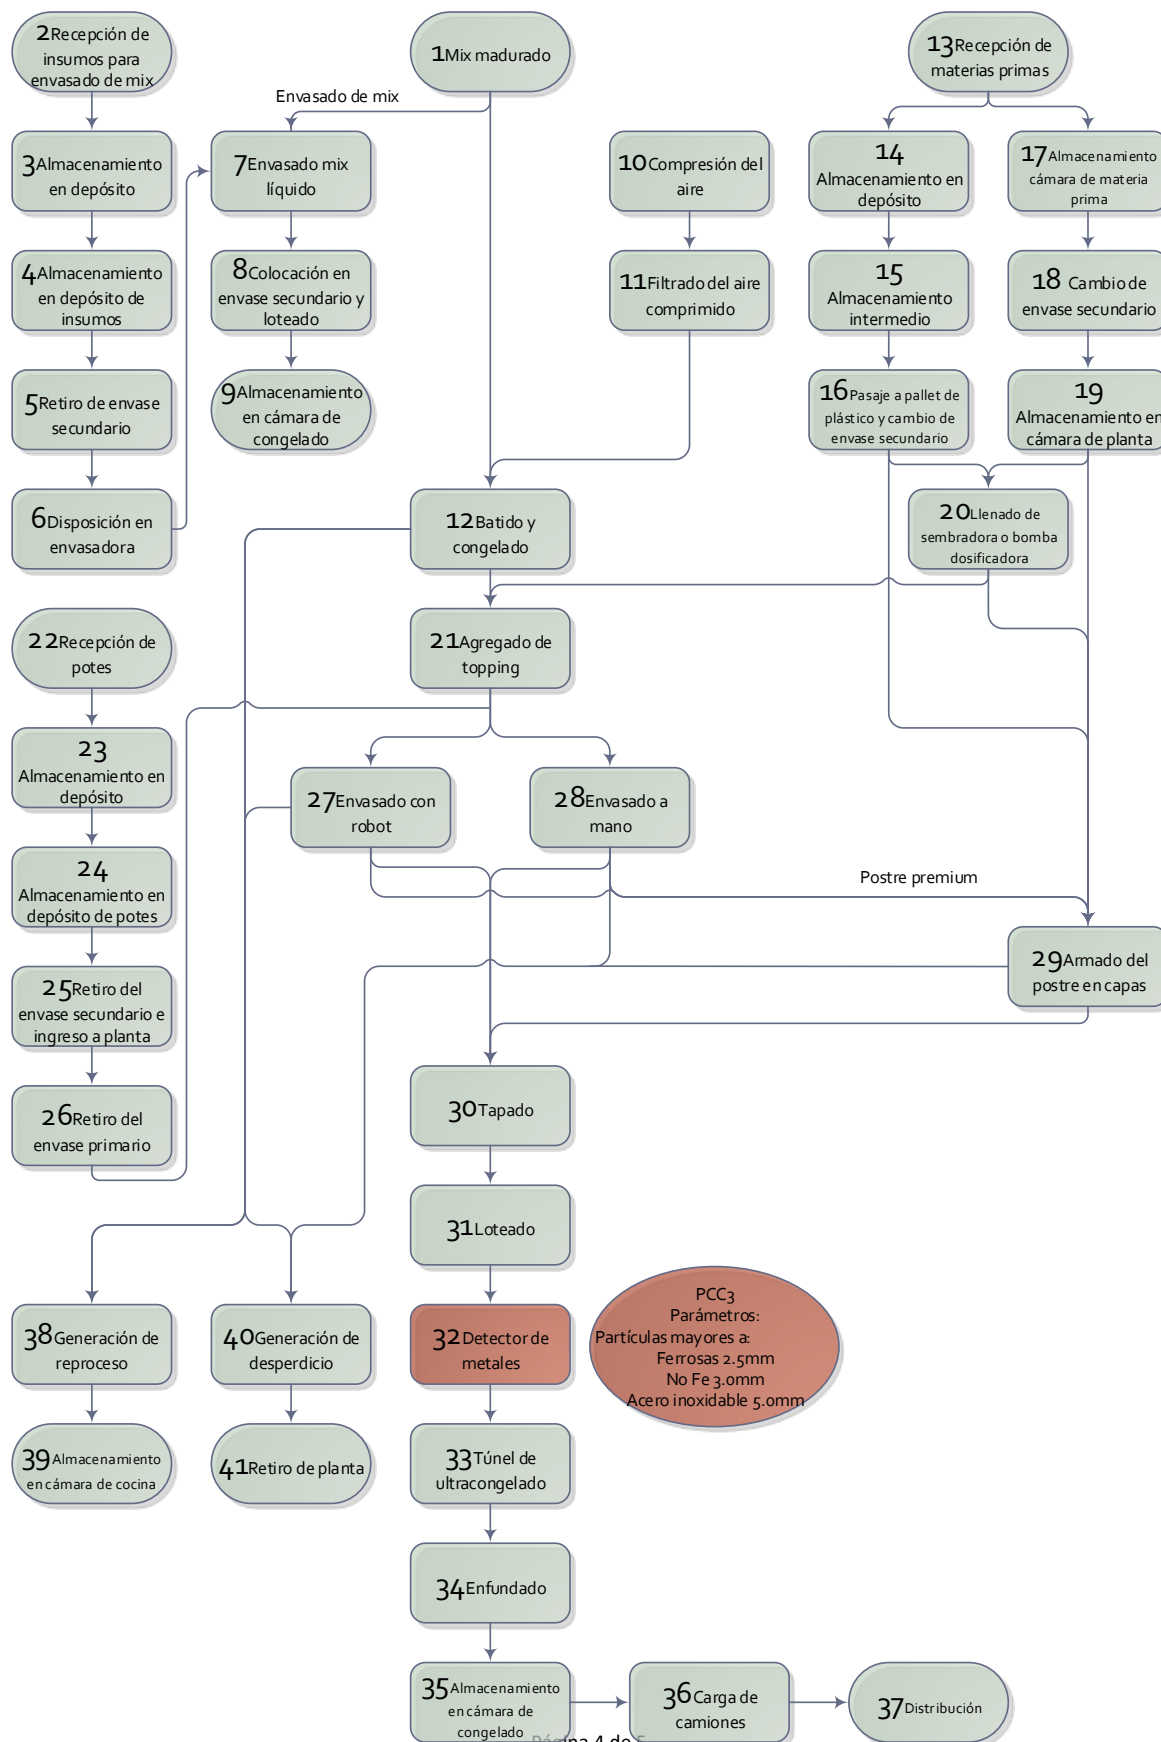 2Recepción de
insumos para
envasado de mix
1Mix madurado
13Recepción de
materias primas
Envasado de mix
3Almacenamiento
en depósito
7Envasado mix
líquido
10Compresión del
aire
14
Almacenamiento en
depósito
17Almacenamiento
cámara de materia
prima
4Almacenamiento
en depósito de
insumos
8Colocación en
envase secundario y
loteado
11Filtrado del aire
comprimido
15
Almacenamiento
intermedio
18 Cambio de
envase secundario
5Retiro de envase
secundario
9Almacenamiento
en cámara de
congelado
16Pasaje a pallet de
plástico y cambio de
envase secundario
19
Almacenamiento en
cámara de planta
6Disposición en
envasadora
12Batido y
congelado
20Llenado de
sembradora o bomba
dosificadora
22Recepción de
potes
21Agregado de
topping
23
Almacenamiento en
depósito
27Envasado con
robot
28Envasado a
mano
24
Almacenamiento en
depósito de potes
Postre premium
25Retiro del
envase secundario e
ingreso a planta
29Armado del
postre en capas
26Retiro del
envase primario
30Tapado
31Loteado
38Generación de
reproceso
40Generación de
desperdicio
32Detector de
metales
PCC3
Parámetros:
Partículas mayores a:
Ferrosas 2.5mm
No Fe 3.0mm
Acero inoxidable 5.0mm
39Almacenamiento
en cámara de cocina
41Retiro de planta
33Túnel de
ultracongelado
34Enfundado
35Almacenamiento
en cámara de
congelado
36Carga de
camiones
37Distribución
Página 4 de 5